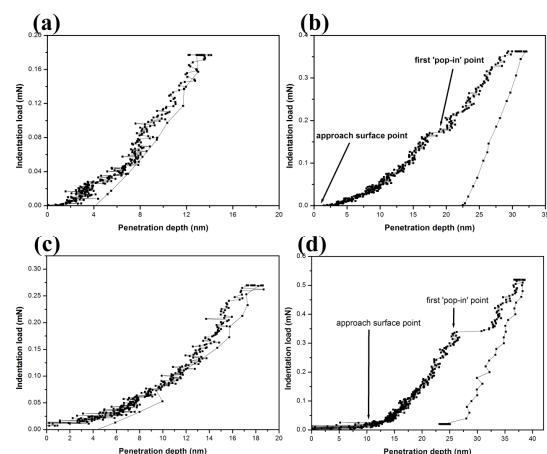 (a)
Indentation load (mN)
0.20
0.16
0.12
0.08
0.04
0.00
0 4 8 12 16 20
Penetration depth (nm)
(b)
Indentation load (mN)
0.4
0.3
0.2
0.1
0.0
first 'pop-in' point
approach surface point
0 5 10 15 20 25 30 35
Penetration depth (nm)
(c)
Indentation load (mN)
0.30
0.25
0.20
0.15
0.10
0.05
0.00
0 2 4 6 8 10 12 14 16 18 20
Penetration depth (nm)
(d)
Indentation load (mN)
0.6
0.5
0.4
0.3
0.2
0.1
0.0
first 'pop-in' point
approach surface point
0 5 10 15 20 25 30 35 40
Penetration depth (nm)